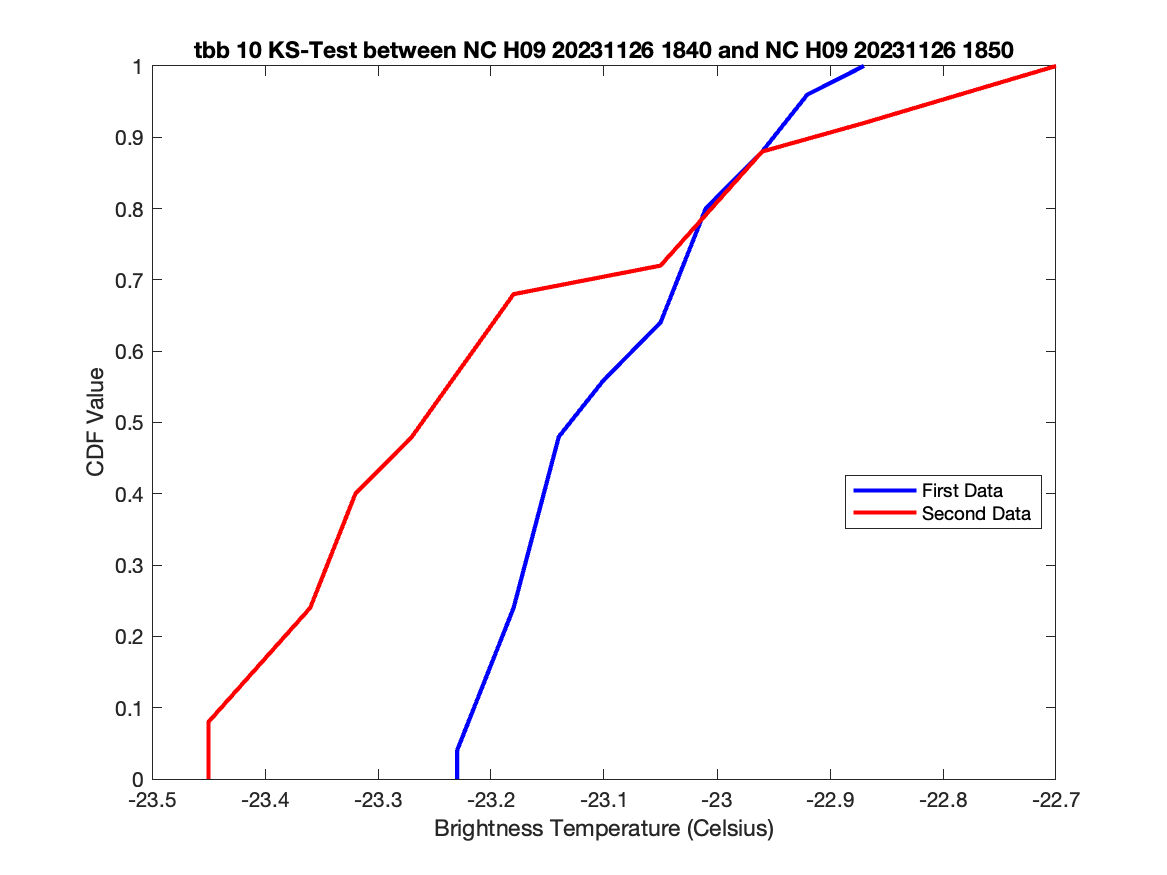 tbb 10 KS-Test between NC H09 20231126 1840 and NC H09 20231126 1850
1
0.9
0.8
0.7
0.6
0.5
0.4
0.3
0.2
0.1
0
CDF Value
First Data
Second Data
-23.5 -23.4 -23.3 -23.2 -23.1 -23 -22.9 -22.8 -22.7
Brightness Temperature (Celsius)